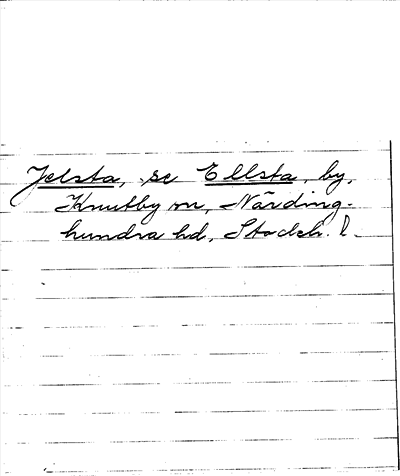 Jelsta, se Ellsta, by,
Knutby sn, Närding-
hundra hd, Stockh. l.